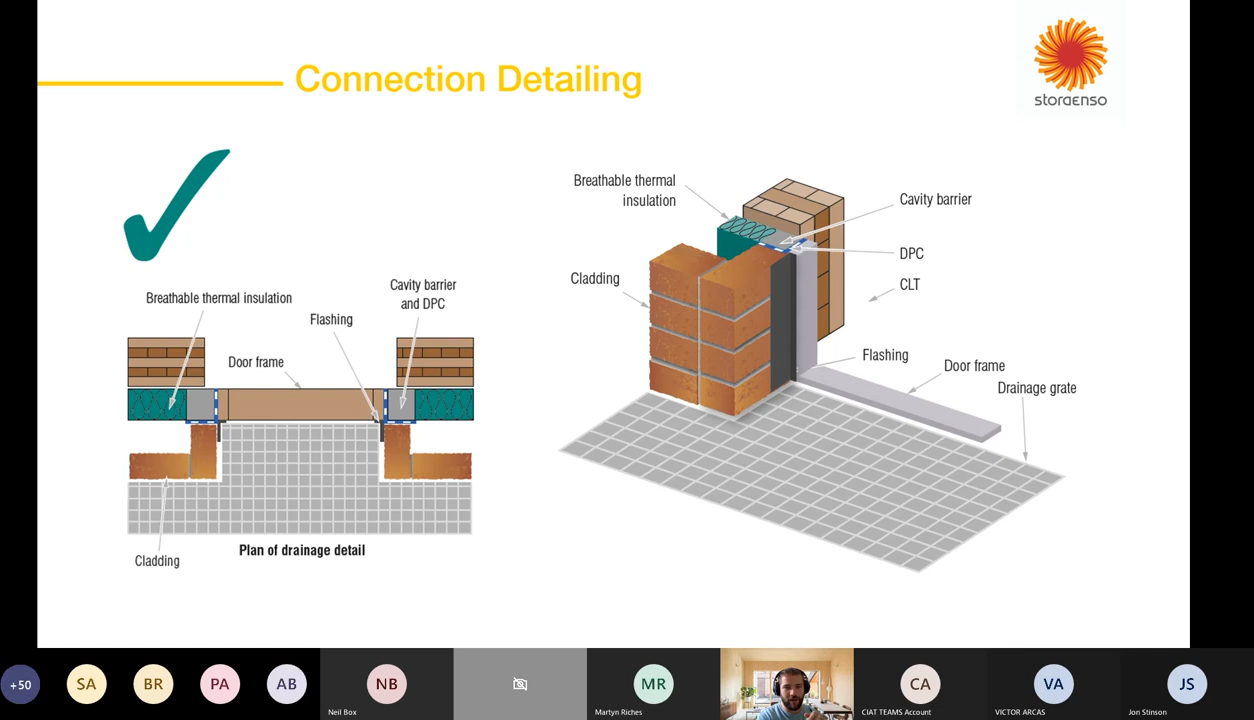 Connection Detailing
storaenso
Breathable thermal
insulation
Cavity barrier
DPC
CLT
Cladding
Flashing
Door frame
Drainage grate
Breathable thermal insulation
Cavity barrier
and DPC
Flashing
Door frame
Plan of drainage detail
Cladding
+50
SA
BR
PA
AB
NB
Neil Box
MR
Martyn Riches
CA
CIAT TEAMS Account
VA
VICTOR ARCAS
JS
Jon Stinson